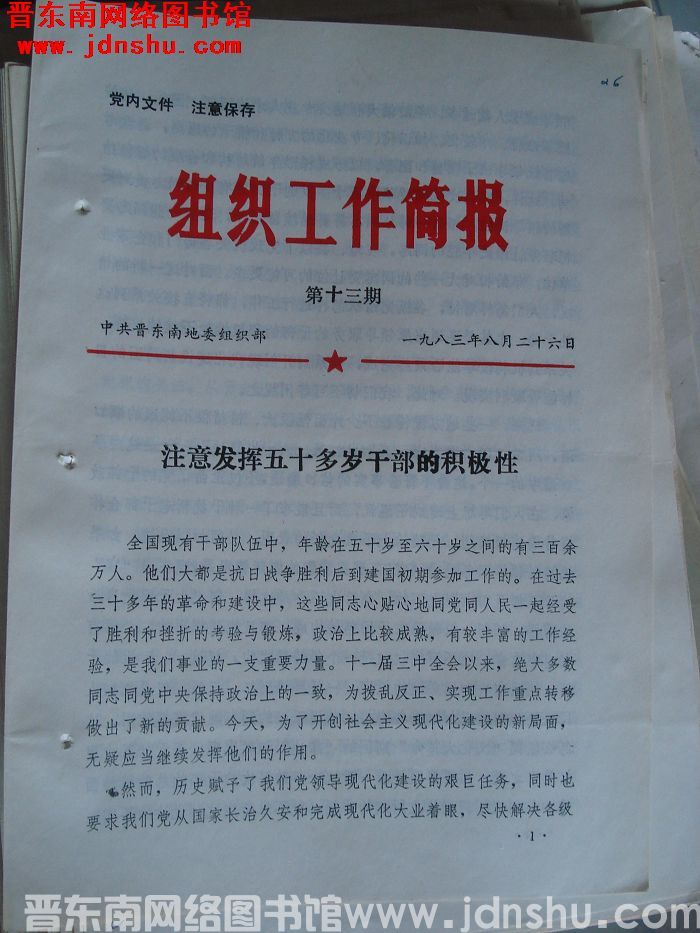 晋东南网络图书馆
www.jdnshu.com
26
党内文件 注意保存
组织工作简报
第十三期
中共晋东南地委组织部 一九八三年八月二十六日
注意发挥五十多岁干部的积极性
全国现有干部队伍中，年龄在五十岁至六十岁之间的有三百余
万人。他们大都是抗日战争胜利后到建国初期参加工作的。在过去
三十多年的革命和建设中，这些同志心贴心地同党同人民一起经受
了胜利和挫折的考验与锻炼，政治上比较成熟，有较丰富的工作经
验，是我们事业的一支重要力量。十一届三中全会以来，绝大多数
同志同党中央保持政治上的一致，为拨乱反正、实现工作重点转移
做出了新的贡献。今天，为了开创社会主义现代化建设的新局面，
无疑应当继续发挥他们的作用。
然而，历史赋予了我们党领导现代化建设的艰巨任务，同时也
要求我们党从国家长治久安和完成现代化大业着眼，尽快解决各级
·1·
晋东南网络图书馆www.jdnshu.com